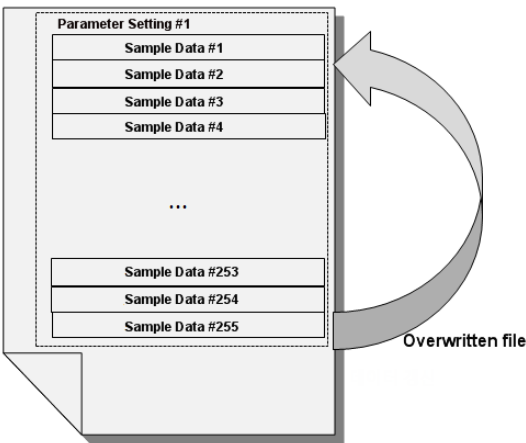 Parameter Setting #1
Sample Data #1
Sample Data #2
Sample Data #3
Sample Data #4
...
Sample Data #253
Sample Data #254
Sample Data #255
Overwritten file